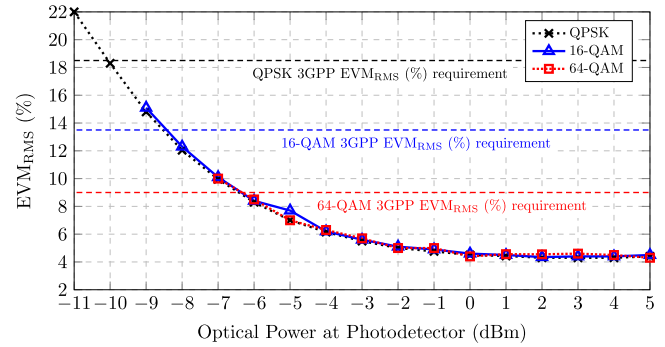 22
20
18
16
14
12
10
8
6
4
2
EVM_RMS (%)
QPSK
16-QAM
64-QAM
QPSK 3GPP EVM_RMS (%) requirement
16-QAM 3GPP EVM_RMS (%) requirement
64-QAM 3GPP EVM_RMS (%) requirement
−11 −10 −9 −8 −7 −6 −5 −4 −3 −2 −1 0 1 2 3 4 5
Optical Power at Photodetector (dBm)